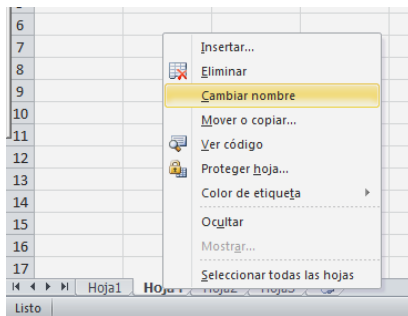 6
7
Insertar...
8
Eliminar
9
Cambiar nombre
10
Mover o copiar...
11
Ver código
12
Proteger hoja...
13
Color de etiqueta
14
15
Ocultar
16
Mostrar...
17
Seleccionar todas las hojas
Hoja1
Listo